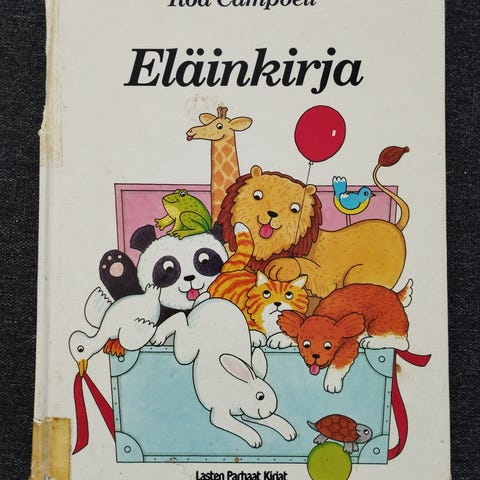 Rod Campbell
Eläinkirja
Lasten Parhaat Kirjat